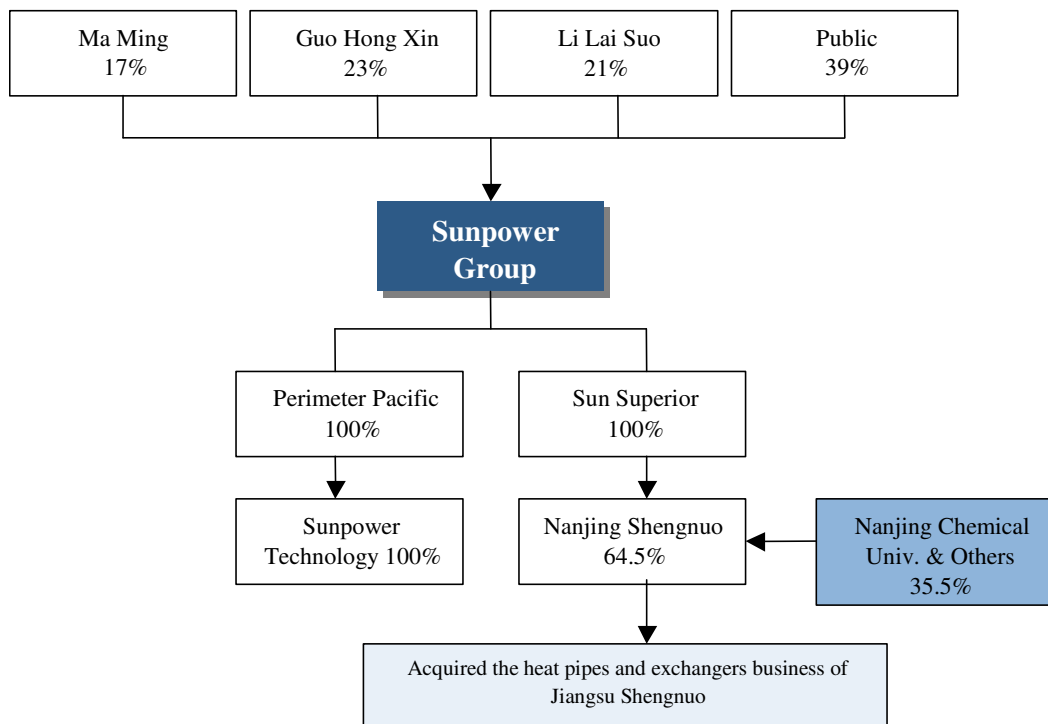 Ma Ming
17%
Guo Hong Xin
23%
Li Lai Suo
21%
Public
39%
Sunpower
Group
Perimeter Pacific
100%
Sun Superior
100%
Sunpower
Technology 100%
Nanjing Shengnuo
64.5%
Nanjing Chemical
Univ. & Others
35.5%
Acquired the heat pipes and exchangers business of
Jiangsu Shengnuo